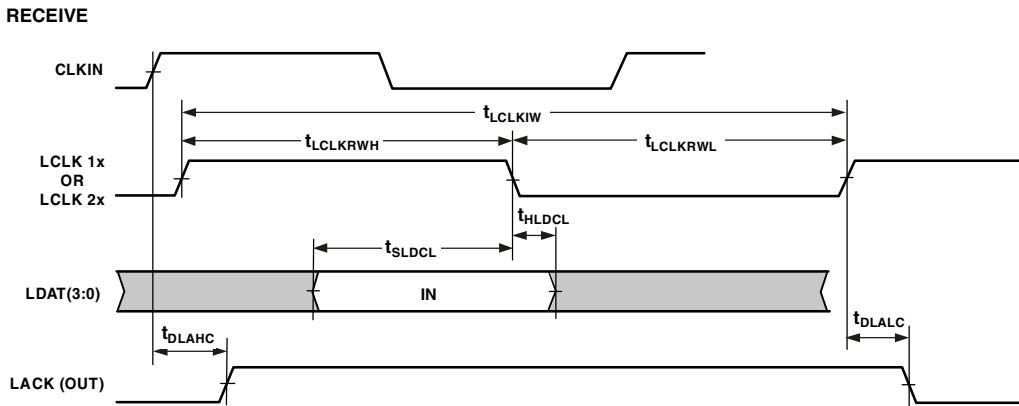 RECEIVE
CLKIN
tLCLKIW
tLCLKRWH
tLCLKRWL
LCLK 1x
OR
LCLK 2x
tHLDCL
tSLDCL
LDAT(3:0)
IN
tDLAHC
tDLALC
LACK (OUT)